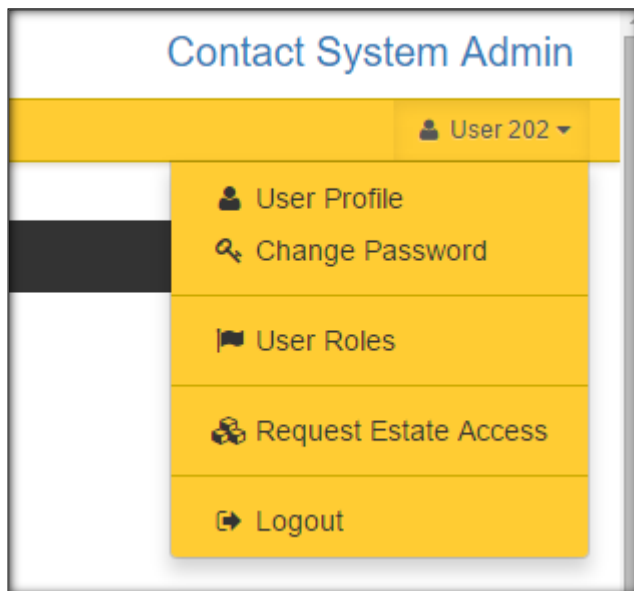 Contact System Admin
User 202
User Profile
Change Password
User Roles
Request Estate Access
Logout